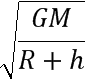 √(GM / (R + h))